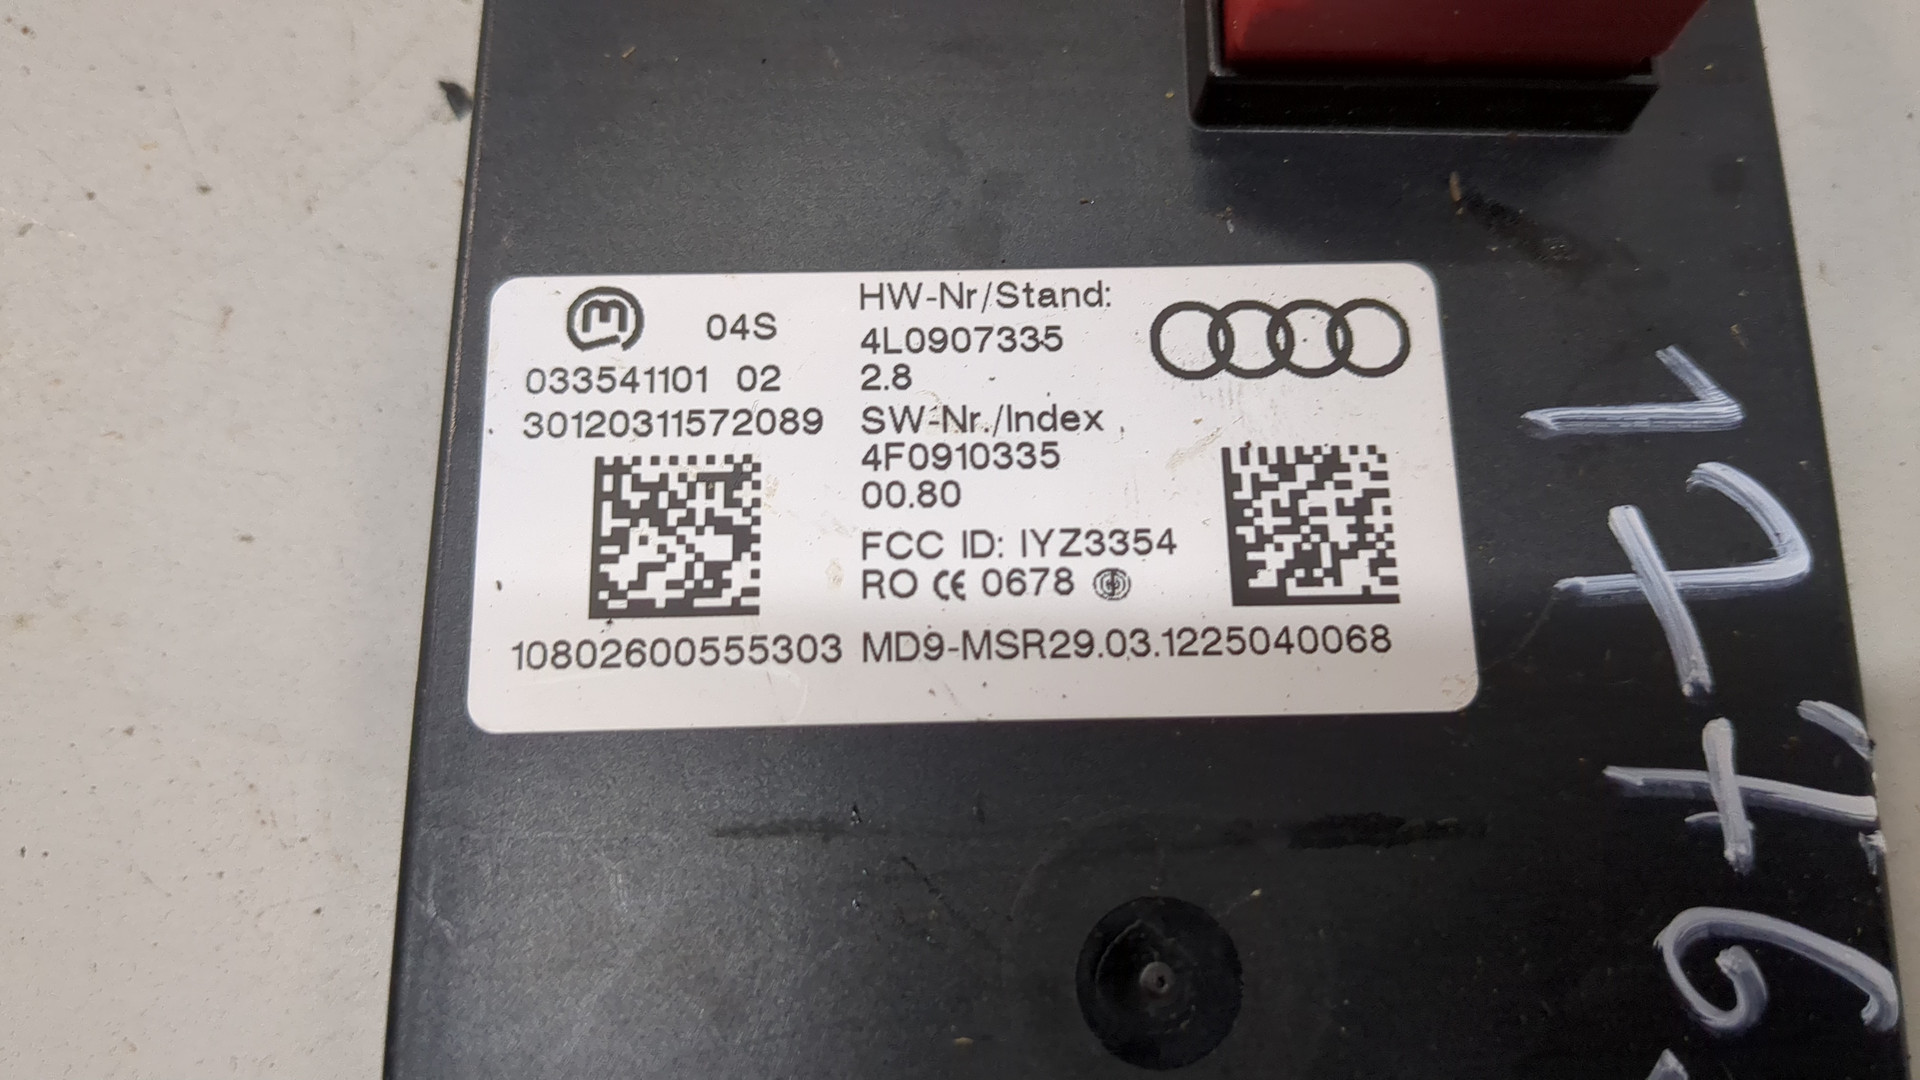 04S
033541101 02
30120311572089
HW-Nr/Stand:
4L0907335
2.8
SW-Nr./Index
4F0910335
00.80
FCC ID: IYZ3354
RO CE 0678
10802600555303 MD9-MSR29.03.1225040068
1746